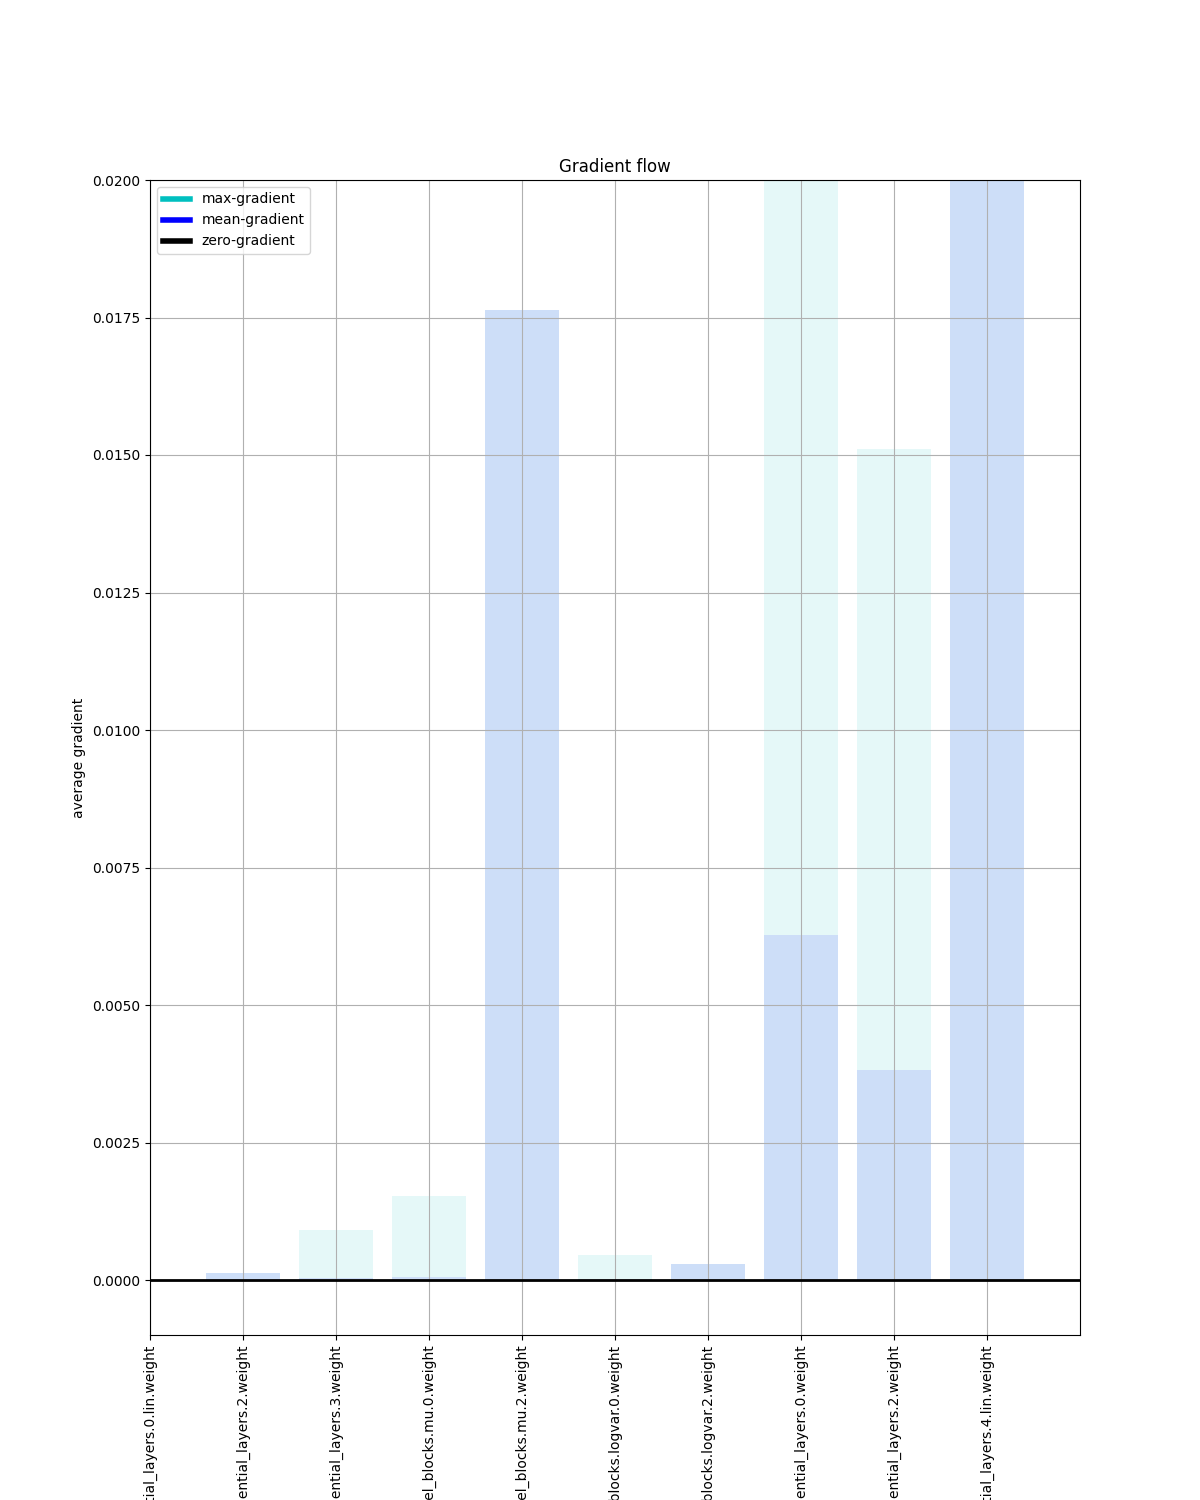 Gradient flow
max-gradient
mean-gradient
zero-gradient
0.0200
0.0175
0.0150
0.0125
0.0100
0.0075
0.0050
0.0025
0.0000
average gradient
tial_layers.0.lin.weight
ential_layers.2.weight
ential_layers.3.weight
el_blocks.mu.0.weight
el_blocks.mu.2.weight
blocks.logvar.0.weight
blocks.logvar.2.weight
ential_layers.0.weight
ential_layers.2.weight
tial_layers.4.lin.weight